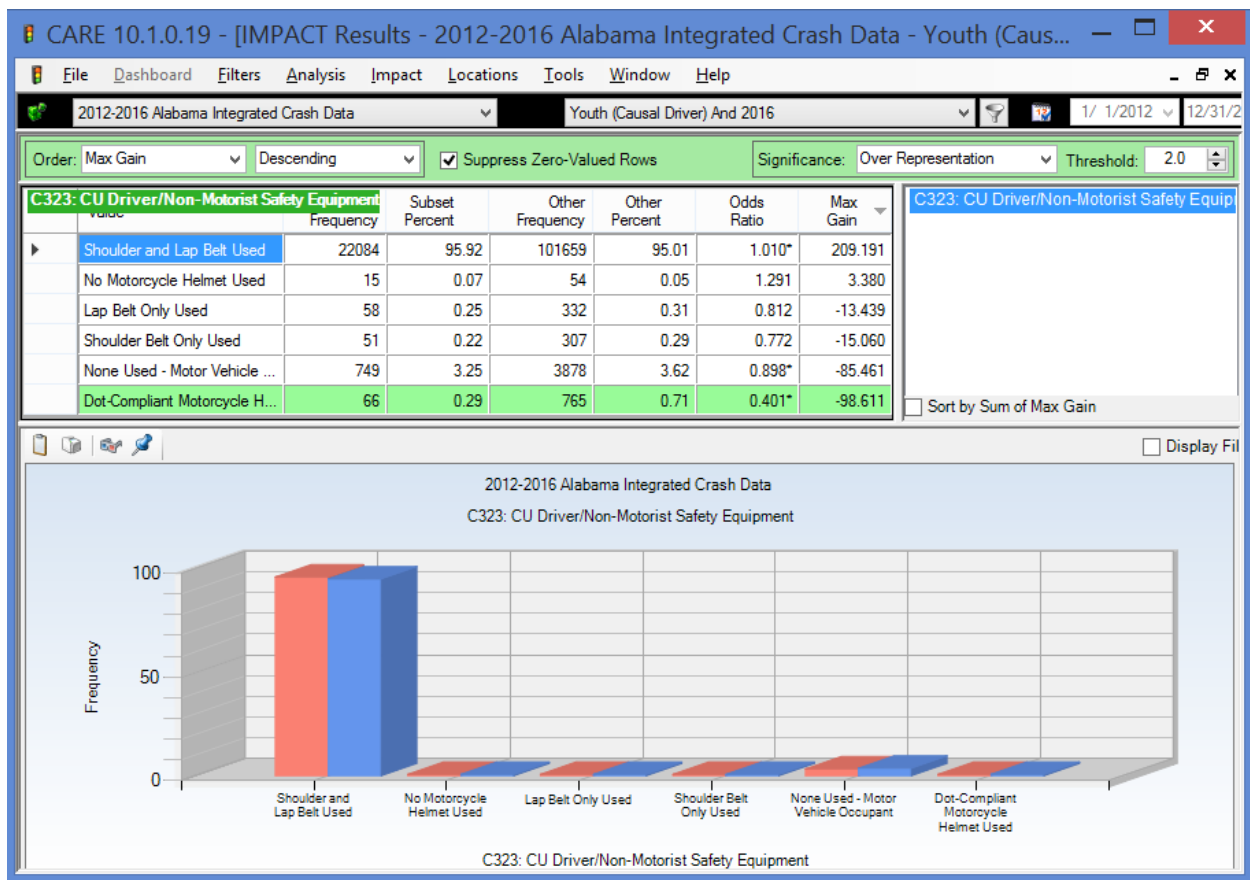 CARE 10.1.0.19 - [IMPACT Results - 2012-2016 Alabama Integrated Crash Data - Youth (Caus...
File Dashboard Filters Analysis Impact Locations Tools Window Help
2012-2016 Alabama Integrated Crash Data Youth (Causal Driver) And 2016 1/ 1/2012 12/31/2
Order: Max Gain Descending Suppress Zero-Valued Rows Significance: Over Representation Threshold: 2.0
C323: CU Driver/Non-Motorist Safety Equipment Subset Other Other Odds Max C323: CU Driver/Non-Motorist Safety Equip
Frequency Percent Frequency Percent Ratio Gain
Shoulder and Lap Belt Used 22084 95.92 101659 95.01 1.010* 209.191
No Motorcycle Helmet Used 15 0.07 54 0.05 1.291 3.380
Lap Belt Only Used 58 0.25 332 0.31 0.812 -13.439
Shoulder Belt Only Used 51 0.22 307 0.29 0.772 -15.060
None Used - Motor Vehicle ... 749 3.25 3878 3.62 0.898* -85.461
Dot-Compliant Motorcycle H... 66 0.29 765 0.71 0.401* -98.611 Sort by Sum of Max Gain
Display Fil
2012-2016 Alabama Integrated Crash Data
C323: CU Driver/Non-Motorist Safety Equipment
100
50
0
Frequency
Shoulder and
Lap Belt Used
No Motorcycle
Helmet Used
Lap Belt Only Used
Shoulder Belt
Only Used
None Used - Motor
Vehicle Occupant
Dot-Compliant
Motorcycle
Helmet Used
C323: CU Driver/Non-Motorist Safety Equipment